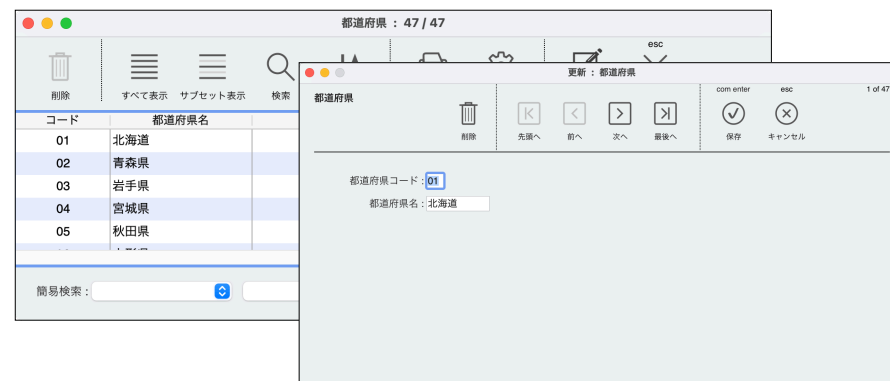 都道府県 : 47 / 47
esc
削除
すべて表示
サブセット表示
検索
コード
都道府県名
01 北海道
02 青森県
03 岩手県
04 宮城県
05 秋田県
簡易検索 :
更新 : 都道府県
都道府県
com enter
esc
1 of 47
削除
先頭へ
前へ
次へ
最後へ
保存
キャンセル
都道府県コード : 01
都道府県名 : 北海道